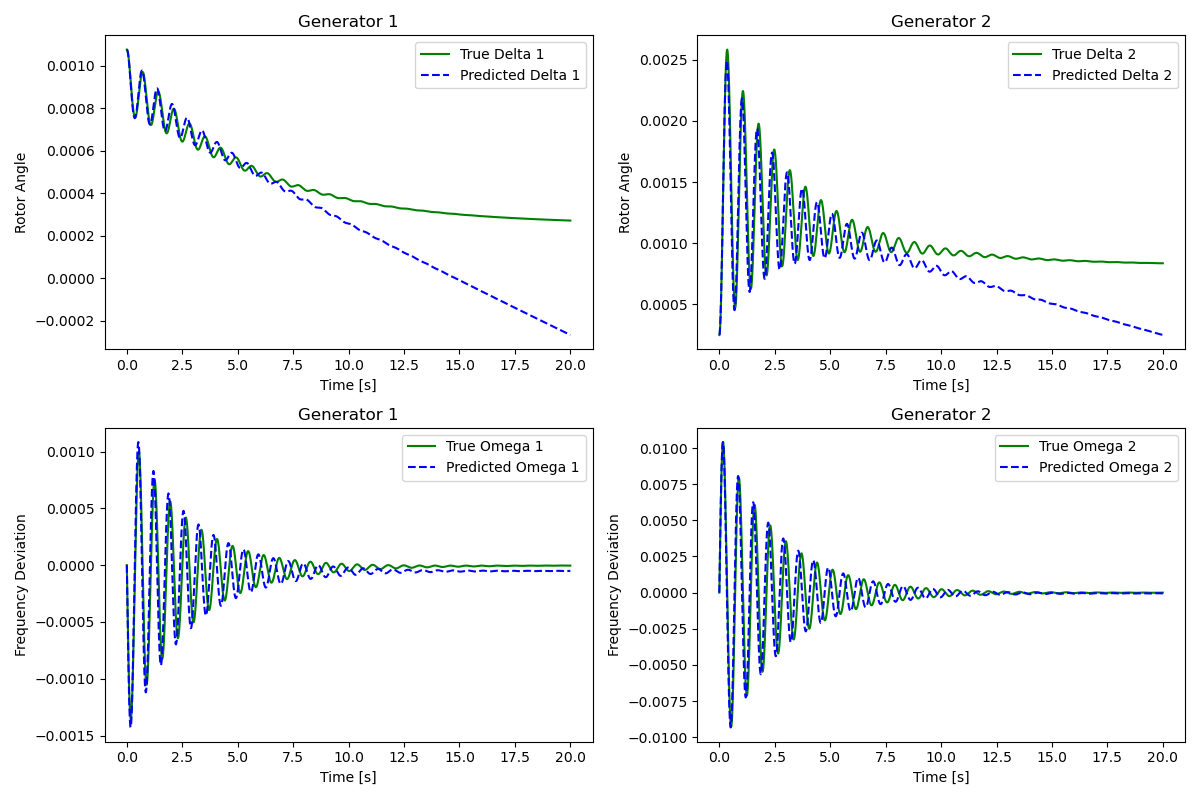 Generator 1
True Delta 1
Predicted Delta 1
Rotor Angle
0.0010
0.0008
0.0006
0.0004
0.0002
0.0000
−0.0002
0.0 2.5 5.0 7.5 10.0 12.5 15.0 17.5 20.0
Time [s]
Generator 2
True Delta 2
Predicted Delta 2
Rotor Angle
0.0025
0.0020
0.0015
0.0010
0.0005
0.0 2.5 5.0 7.5 10.0 12.5 15.0 17.5 20.0
Time [s]
Generator 1
True Omega 1
Predicted Omega 1
Frequency Deviation
0.0010
0.0005
0.0000
−0.0005
−0.0010
−0.0015
0.0 2.5 5.0 7.5 10.0 12.5 15.0 17.5 20.0
Time [s]
Generator 2
True Omega 2
Predicted Omega 2
Frequency Deviation
0.0100
0.0075
0.0050
0.0025
0.0000
−0.0025
−0.0050
−0.0075
−0.0100
0.0 2.5 5.0 7.5 10.0 12.5 15.0 17.5 20.0
Time [s]